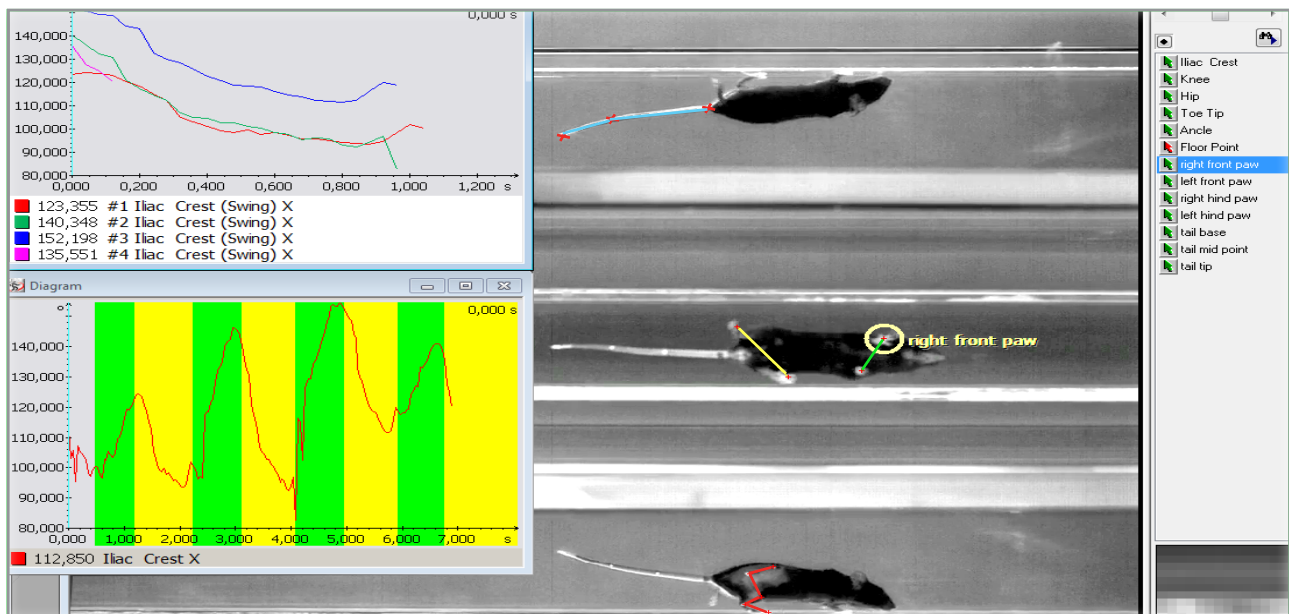 0,000 s
140,000
130,000
120,000
110,000
100,000
90,000
80,000
0,000 0,200 0,400 0,600 0,800 1,000 1,200 s
123,355 #1 Iliac Crest (Swing) X
140,348 #2 Iliac Crest (Swing) X
152,198 #3 Iliac Crest (Swing) X
135,551 #4 Iliac Crest (Swing) X
Diagram
° 0,000 s
140,000
130,000
120,000
110,000
100,000
90,000
80,000
0,000 1,000 2,000 3,000 4,000 5,000 6,000 7,000 s
112,850 Iliac Crest X
right front paw
Iliac Crest
Knee
Hip
Toe Tip
Ancle
Floor Point
right front paw
left front paw
right hind paw
left hind paw
tail base
tail mid point
tail tip